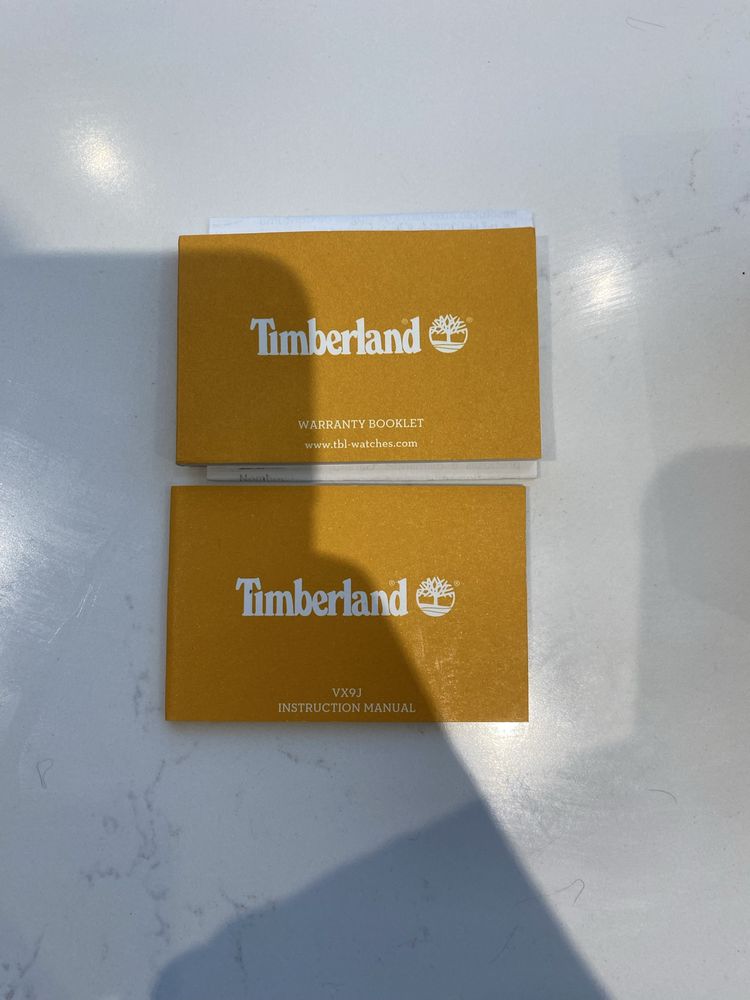 Timberland
WARRANTY BOOKLET
www.tbl-watches.com
Timberland
VX9J
INSTRUCTION MANUAL